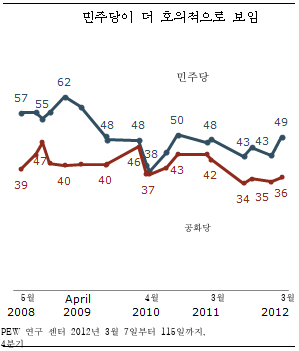 민주당이 더 호의적으로 보임
민주당
57 55 62 48 48 38 50 48 43 43 49
39 47 40 40 46 37 43 42 34 35 36
공화당
5월 April 4월 3월 3월
2008 2009 2010 2011 2012
PEW 연구 센터 2012년 3월 7일부터 115일까지.
4분기